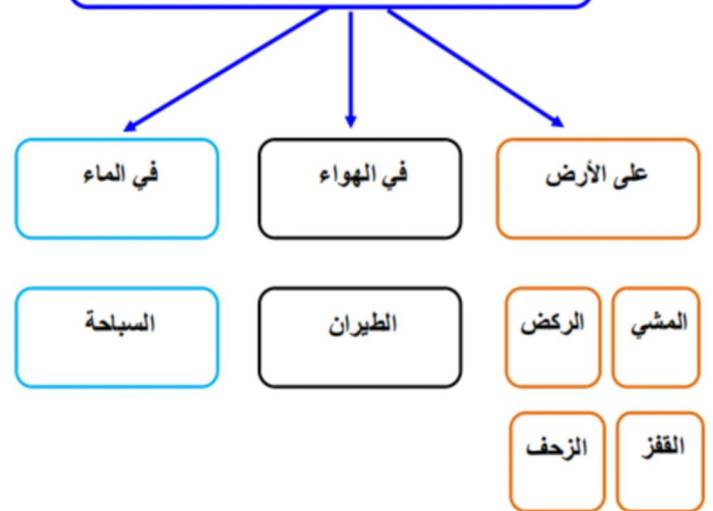 على الأرض
في الهواء
في الماء
المشي
الركض
الطيران
السباحة
القفز
الزحف